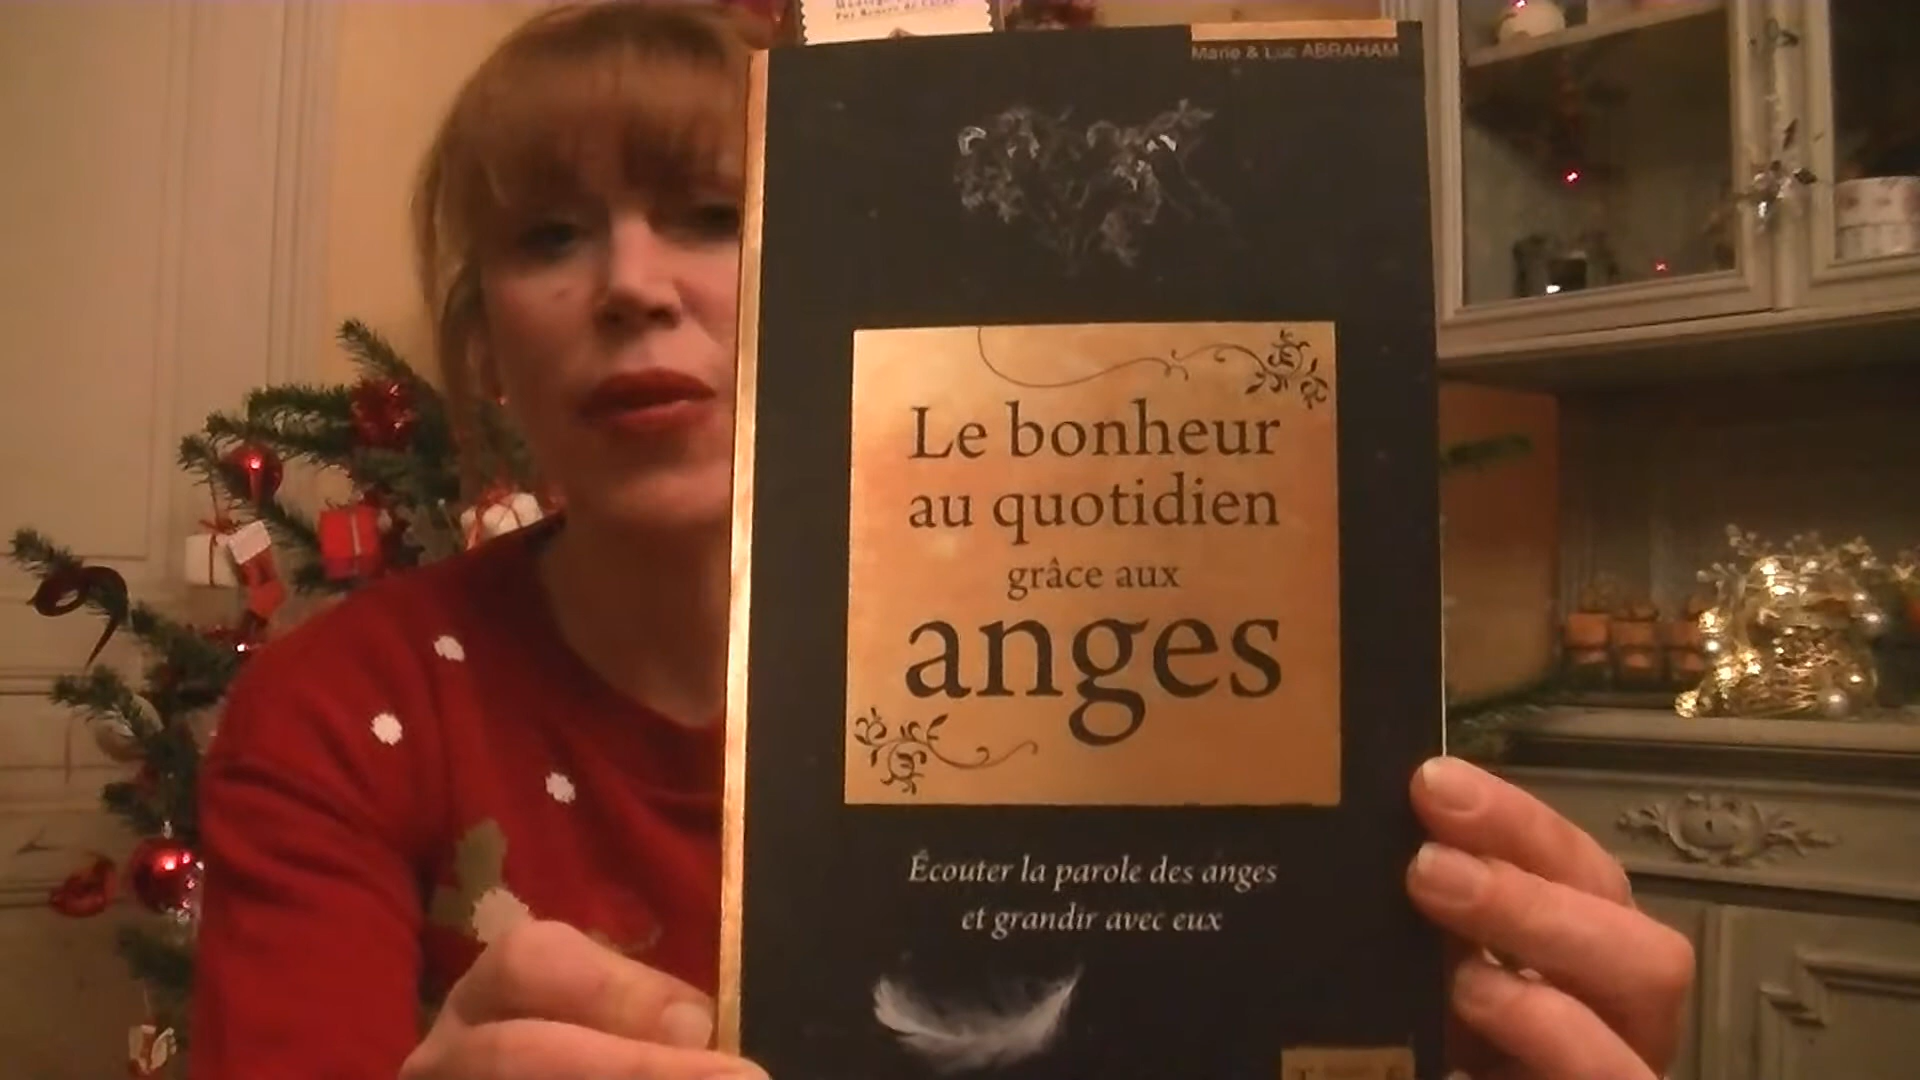 Marie & Luc ABRAHAM
Le bonheur
au quotidien
grâce aux
anges
Écouter la parole des anges
et grandir avec eux